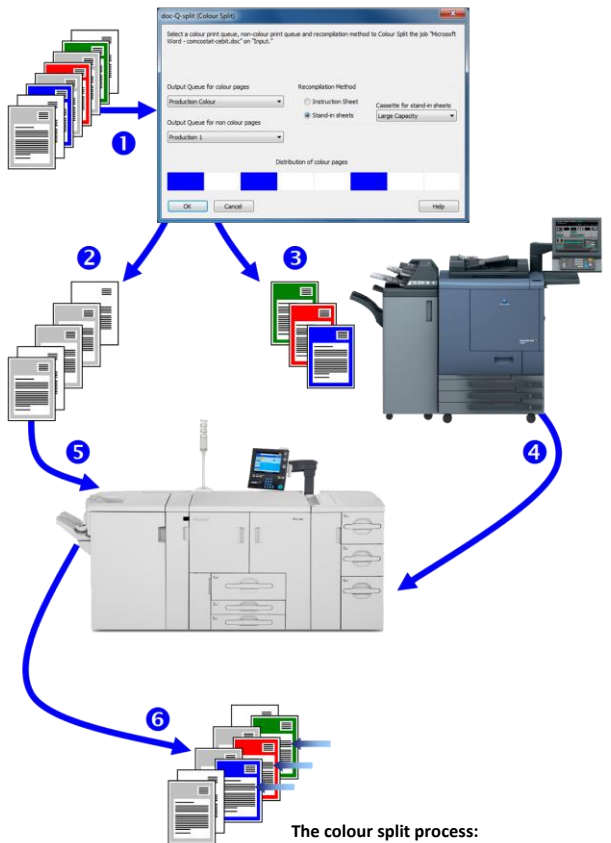 doc-Q-split (Colour Split)
Select a colour print queue, non-colour print queue and recompilation method to Colour Split the job "Microsoft
Word - comcostat-cebit.doc" on "Input."
Output Queue for colour pages
Production Colour
Output Queue for non colour pages
Production 1
Recompilation Method
Instruction Sheet
Stand-in sheets
Cassette for stand-in sheets
Large Capacity
Distribution of colour pages
OK
Cancel
Help
1
2
3
4
5
6
The colour split process: